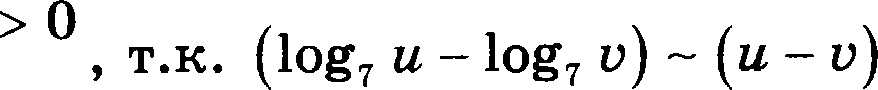 > 0, т.к. (log₇ u – log₇ v) ~ (u – v)